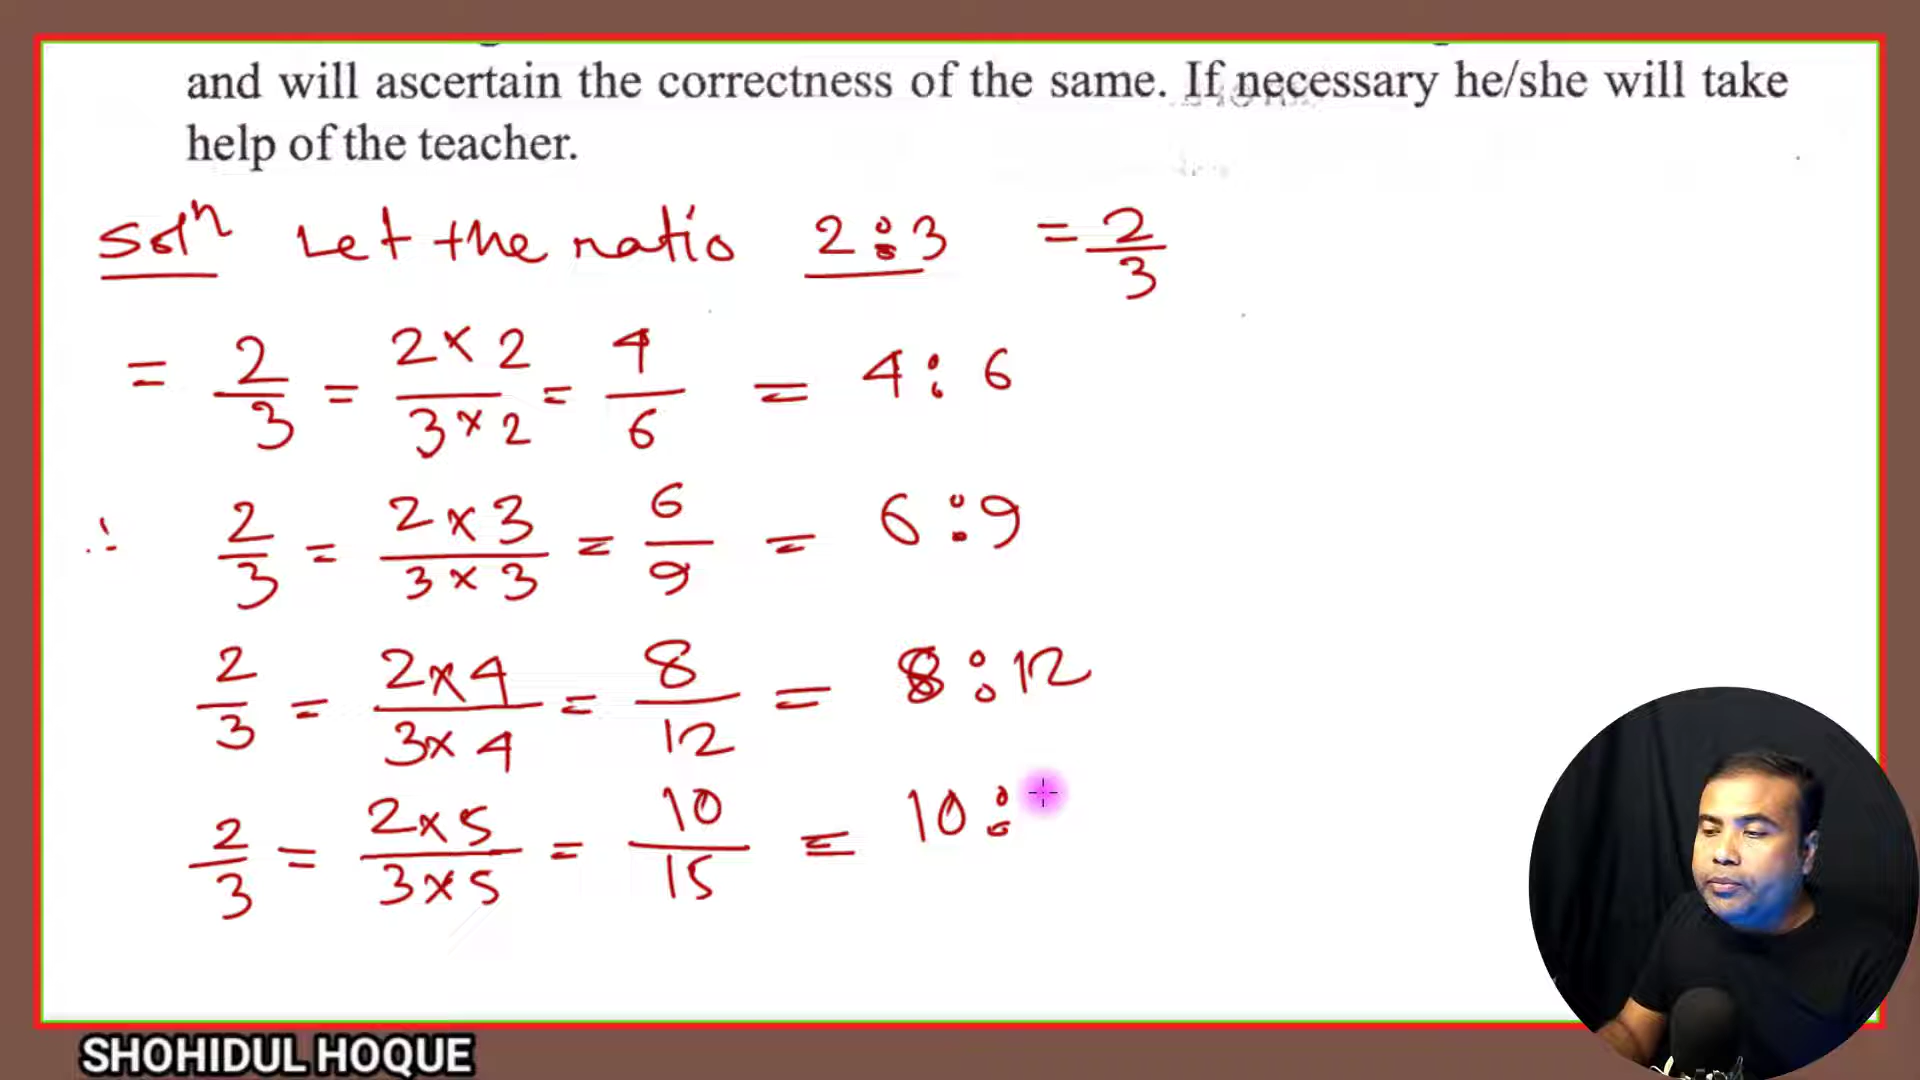 and will ascertain the correctness of the same. If necessary he/she will take
help of the teacher.
Solⁿ Let the ratio 2:3 = 2/3
= 2/3 = 2×2/3×2 = 4/6 = 4:6
∴ 2/3 = 2×3/3×3 = 6/9 = 6:9
2/3 = 2×4/3×4 = 8/12 = 8:12
2/3 = 2×5/3×5 = 10/15 = 10:
SHOHIDUL HOQUE